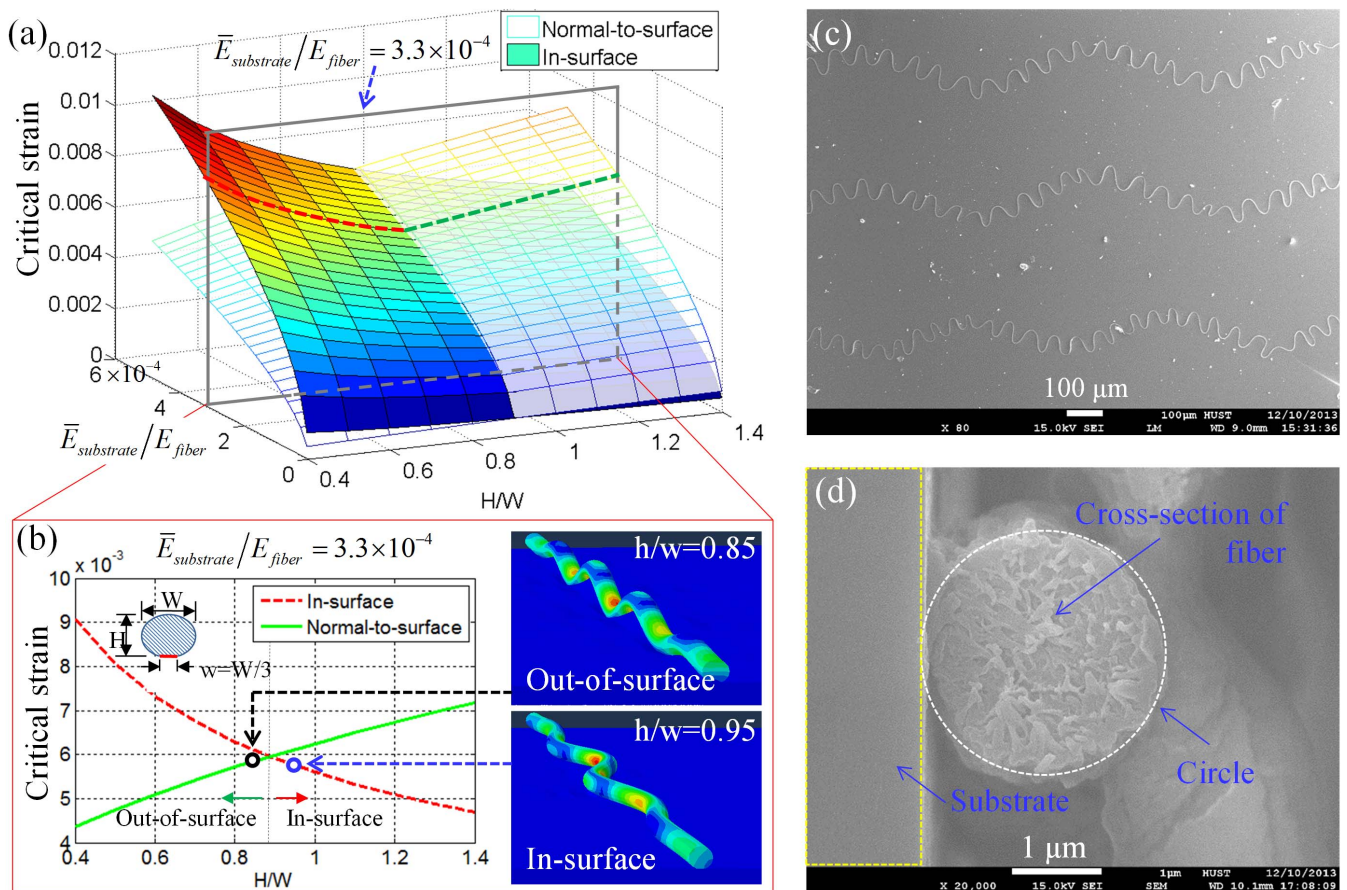 (a)
E̅substrate/Efiber = 3.3×10⁻⁴
Normal-to-surface
In-surface
Critical strain
0.012
0.01
0.008
0.006
0.004
0.002
0
6×10⁻⁴
4
2
0
E̅substrate/Efiber
0.4
0.6
0.8
1
1.2
1.4
H/W
(b)
E̅substrate/Efiber = 3.3×10⁻⁴
×10⁻³
Critical strain
10
9
8
7
6
5
4
W
H
w=W/3
In-surface
Normal-to-surface
Out-of-surface
In-surface
0.4
0.6
0.8
1
1.2
1.4
H/W
h/w=0.85
Out-of-surface
h/w=0.95
In-surface
(c)
100 μm
100μm HUST 12/10/2013
X 80 15.0kV SEI LM WD 9.0mm 15:31:36
(d)
Cross-section of
fiber
Circle
Substrate
1 μm
1μm HUST 12/10/2013
X 20,000 15.0kV SEI SEM WD 10.1mm 17:08:09